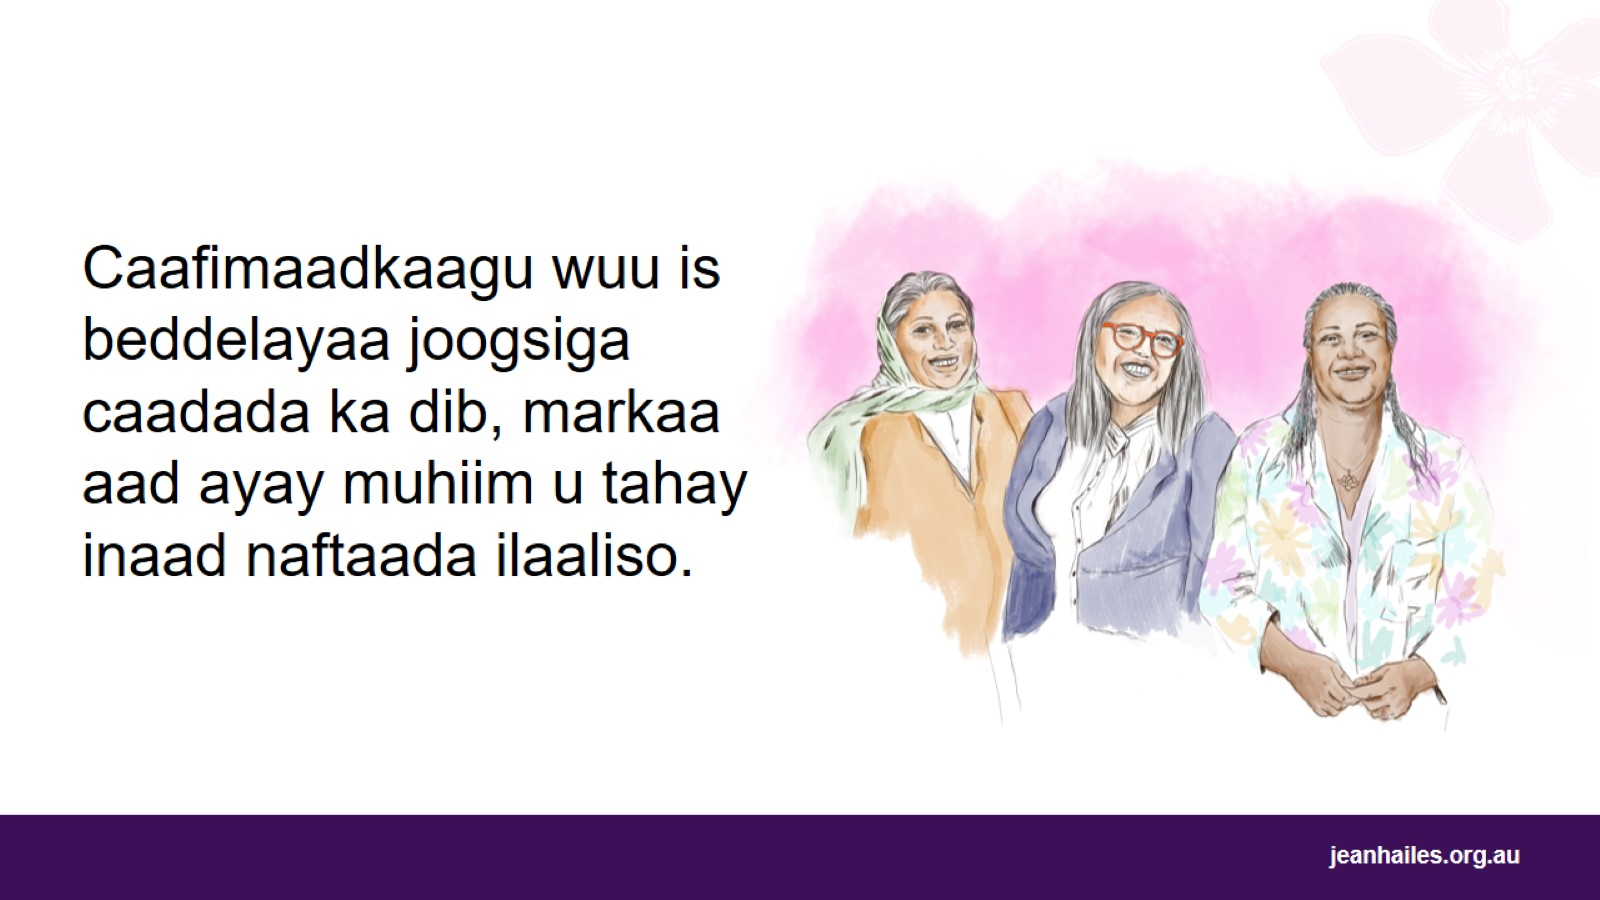 Caafimaadkaagu wuu is
beddelayaa joogsiga
caadada ka dib, markaa
aad ayay muhiim u tahay
inaad naftaada ilaaliso.
jeanhailes.org.au